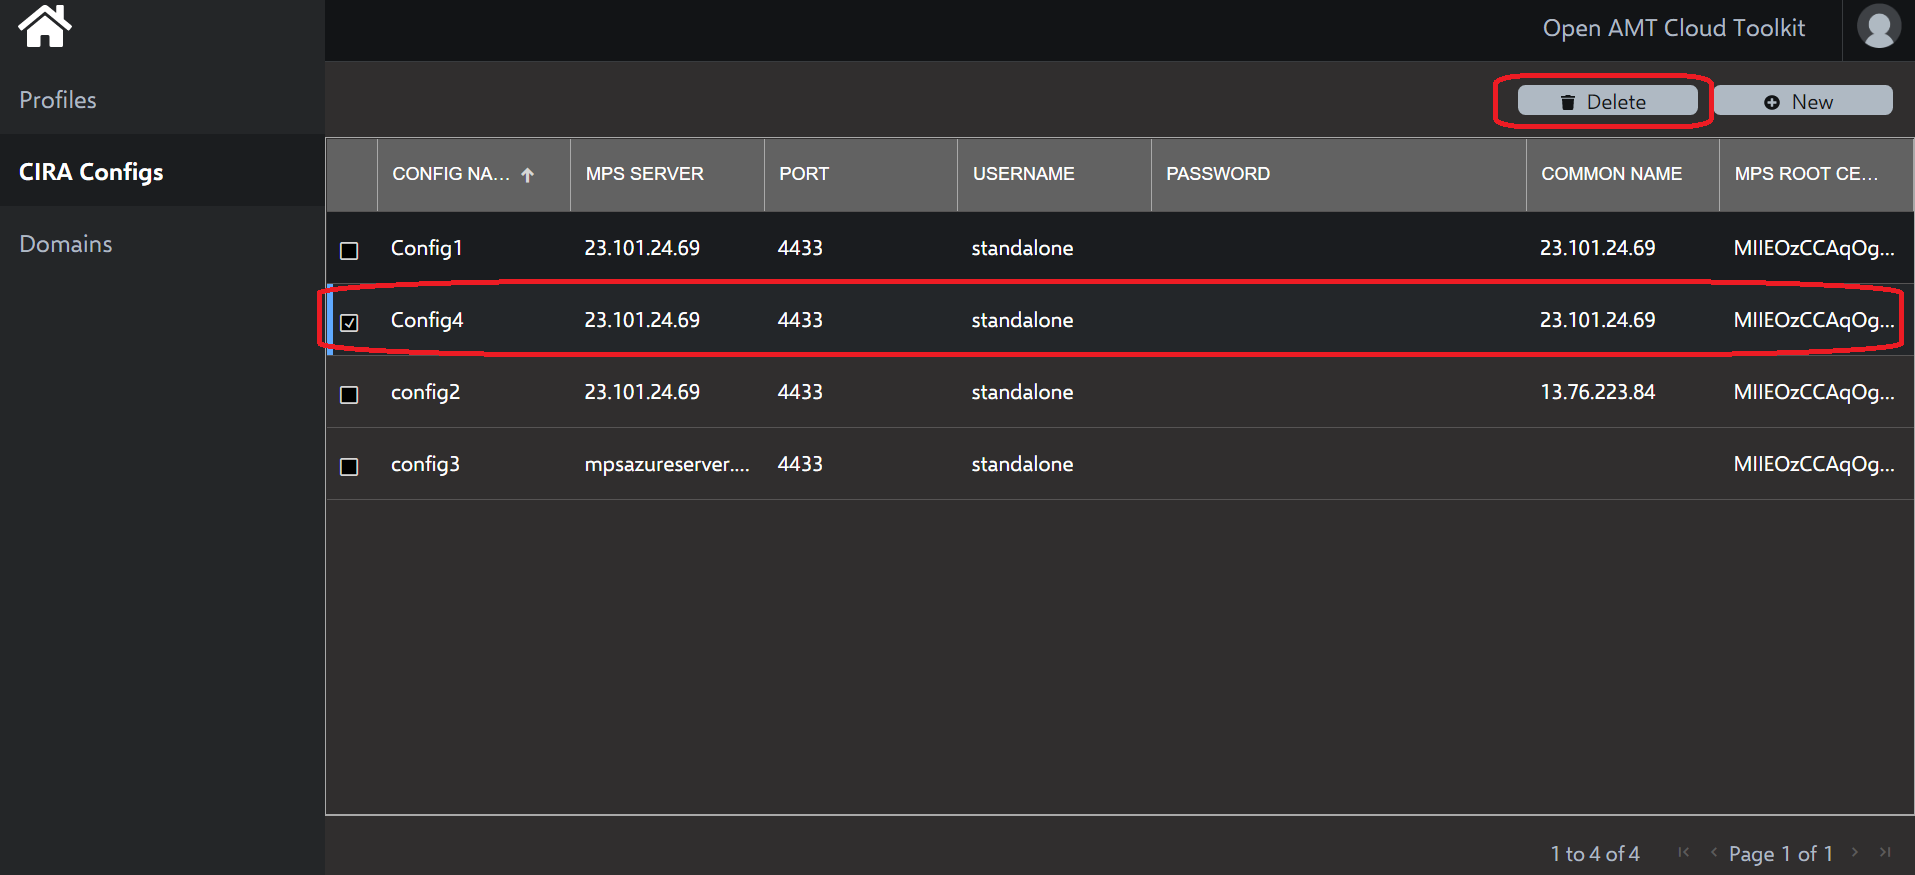 Open AMT Cloud Toolkit
Profiles
CIRA Configs
Domains
Delete New
CONFIG NA... MPS SERVER PORT USERNAME PASSWORD COMMON NAME MPS ROOT CE...
Config1 23.101.24.69 4433 standalone 23.101.24.69 MIIEOzCCAqOg...
Config4 23.101.24.69 4433 standalone 23.101.24.69 MIIEOzCCAqOg...
config2 23.101.24.69 4433 standalone 13.76.223.84 MIIEOzCCAqOg...
config3 mpsazureserver.... 4433 standalone MIIEOzCCAqOg...
1 to 4 of 4 Page 1 of 1